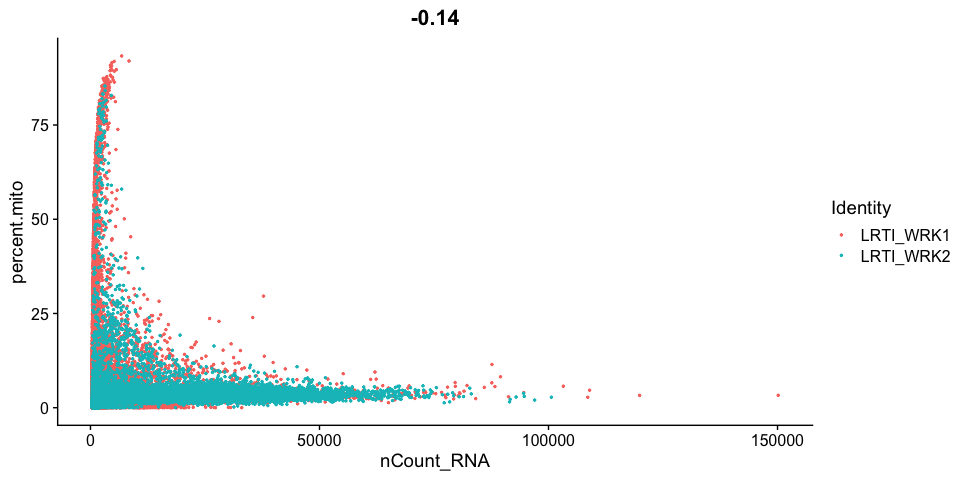 -0.14
percent.mito
75
50
25
0
0
50000
100000
150000
nCount_RNA
Identity
LRTI_WRK1
LRTI_WRK2